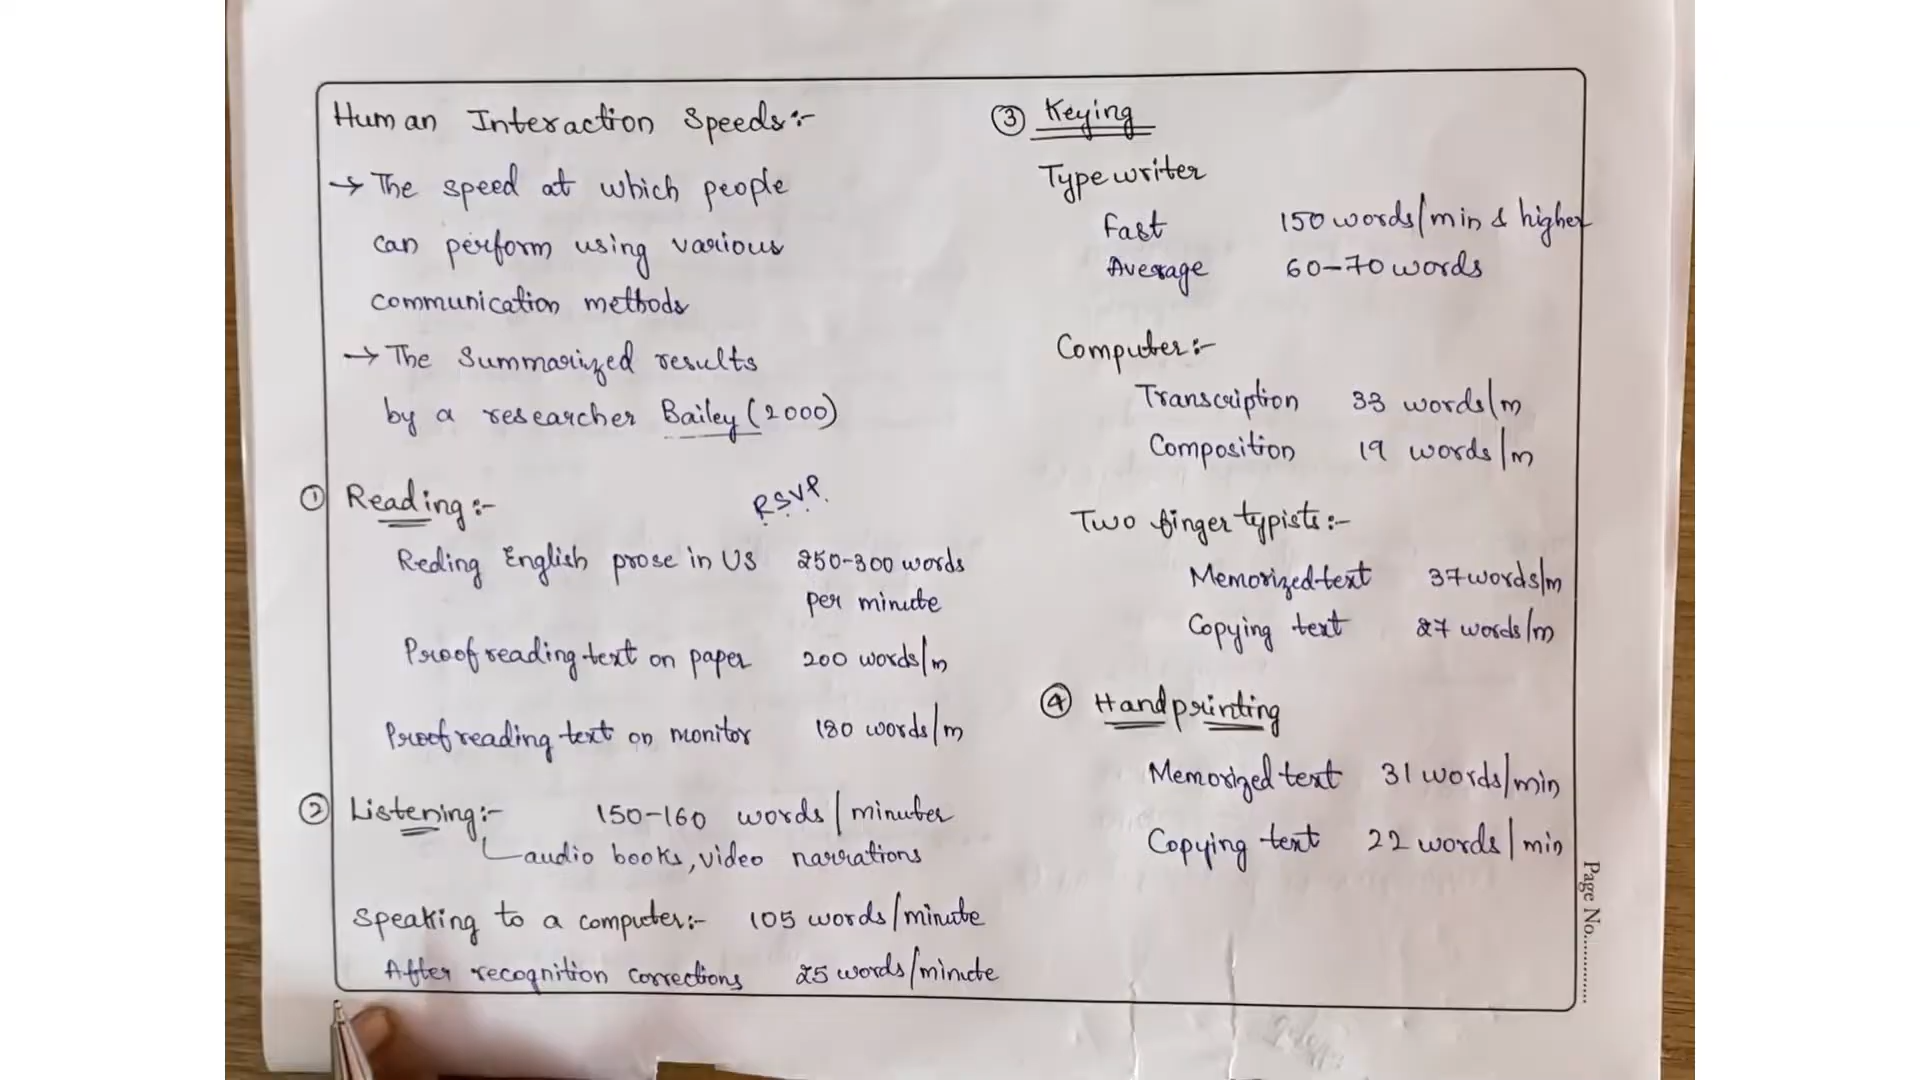 Human Interaction Speeds:-
→ The speed at which people
can perform using various
communication methods
→ The Summarized results
by a researcher Bailey (2000)
① Reading:-
RSVP.
Reding English prose in US 250-300 words
per minute
Proof reading text on paper 200 words/m
Proof reading text on monitor 180 words/m
② Listening:- 150-160 words/minuter
audio books, video narrations
Speaking to a computer:- 105 words/minute
After recognition corrections 25 words/minute
③ Keying
Typewriter
Fast 150 words/min & higher
Average 60-70 words
Computer:-
Transcription 33 words/m
Composition 19 words/m
Two finger typists:-
Memorized text 37 words/m
Copying text 27 words/m
④ Handprinting
Memorized text 31 words/min
Copying text 22 words/min
Page No..............